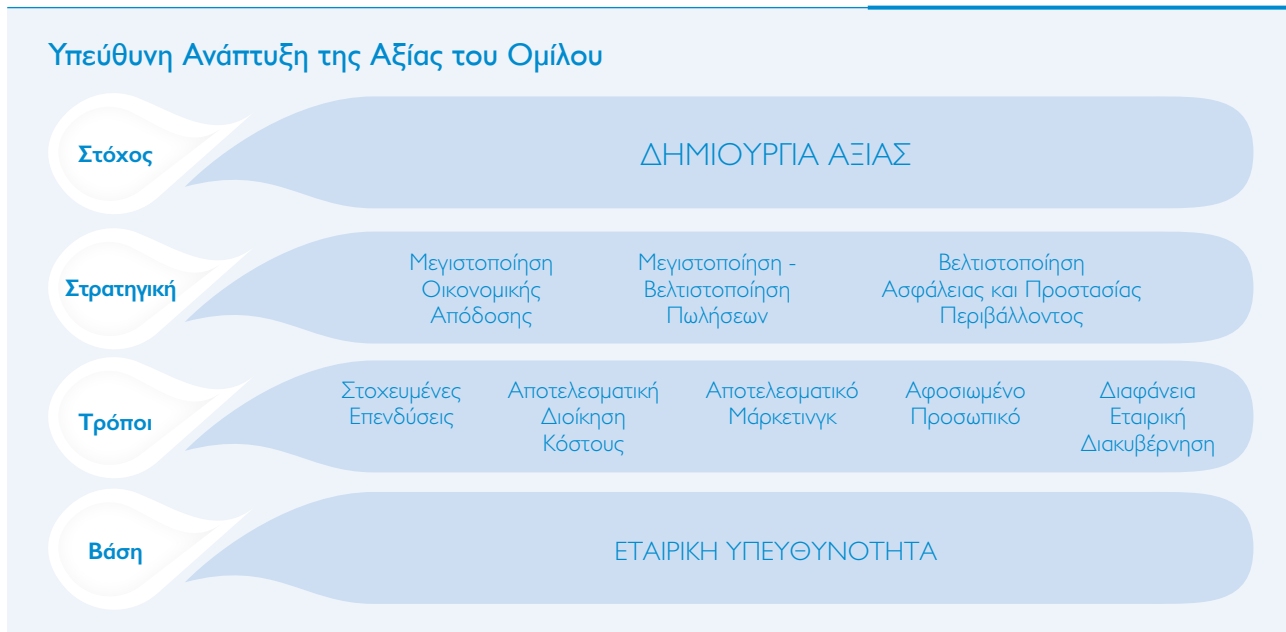 Υπεύθυνη Ανάπτυξη της Αξίας του Ομίλου
Στόχος
ΔΗΜΙΟΥΡΓΙΑ ΑΞΙΑΣ
Στρατηγική
Μεγιστοποίηση
Οικονομικής
Απόδοσης
Μεγιστοποίηση -
Βελτιστοποίηση
Πωλήσεων
Βελτιστοποίηση
Ασφάλειας και Προστασίας
Περιβάλλοντος
Τρόποι
Στοχευμένες
Επενδύσεις
Αποτελεσματική
Διοίκηση
Κόστους
Αποτελεσματικό
Μάρκετινγκ
Αφοσιωμένο
Προσωπικό
Διαφάνεια
Εταιρική
Διακυβέρνηση
Βάση
ΕΤΑΙΡΙΚΗ ΥΠΕΥΘΥΝΟΤΗΤΑ